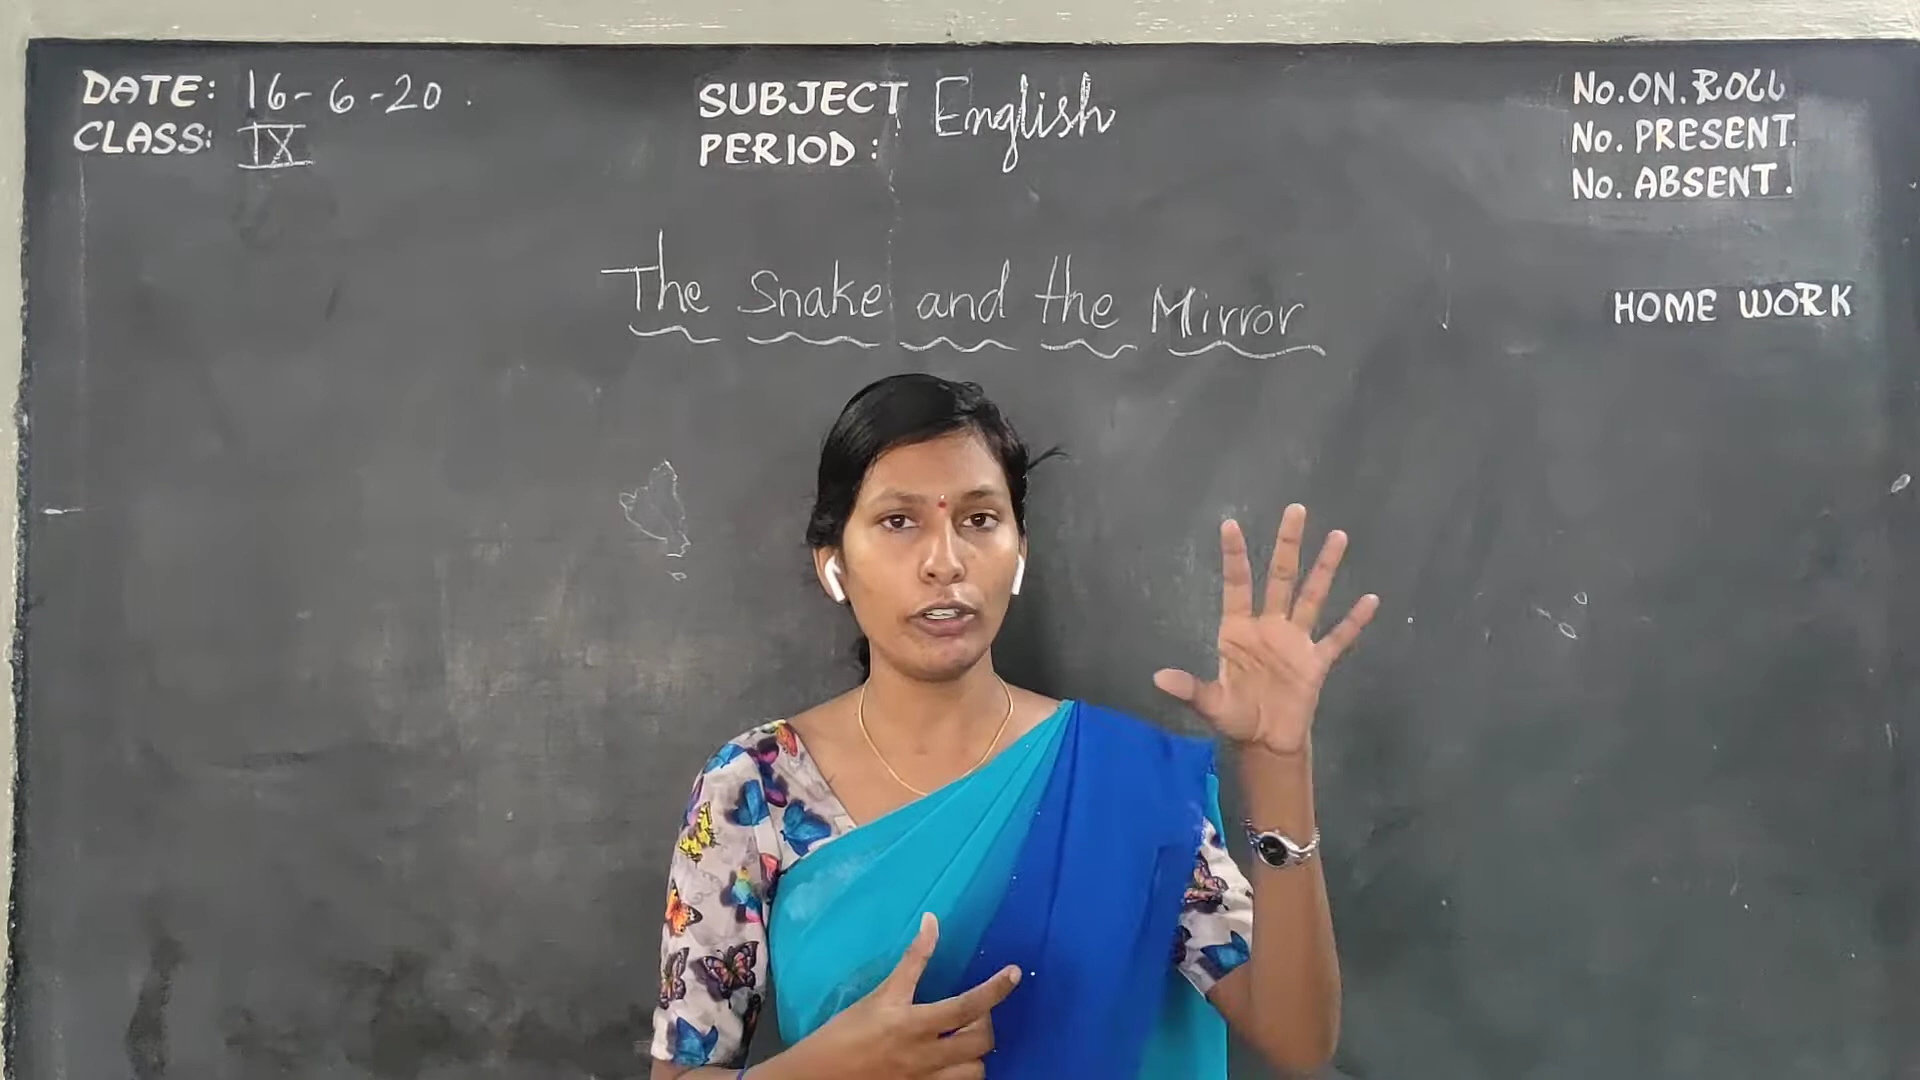 DATE: 16-6-20.
CLASS: IX
SUBJECT: English
PERIOD:
No. ON. ROLL
No. PRESENT.
No. ABSENT.
The Snake and the Mirror
HOME WORK